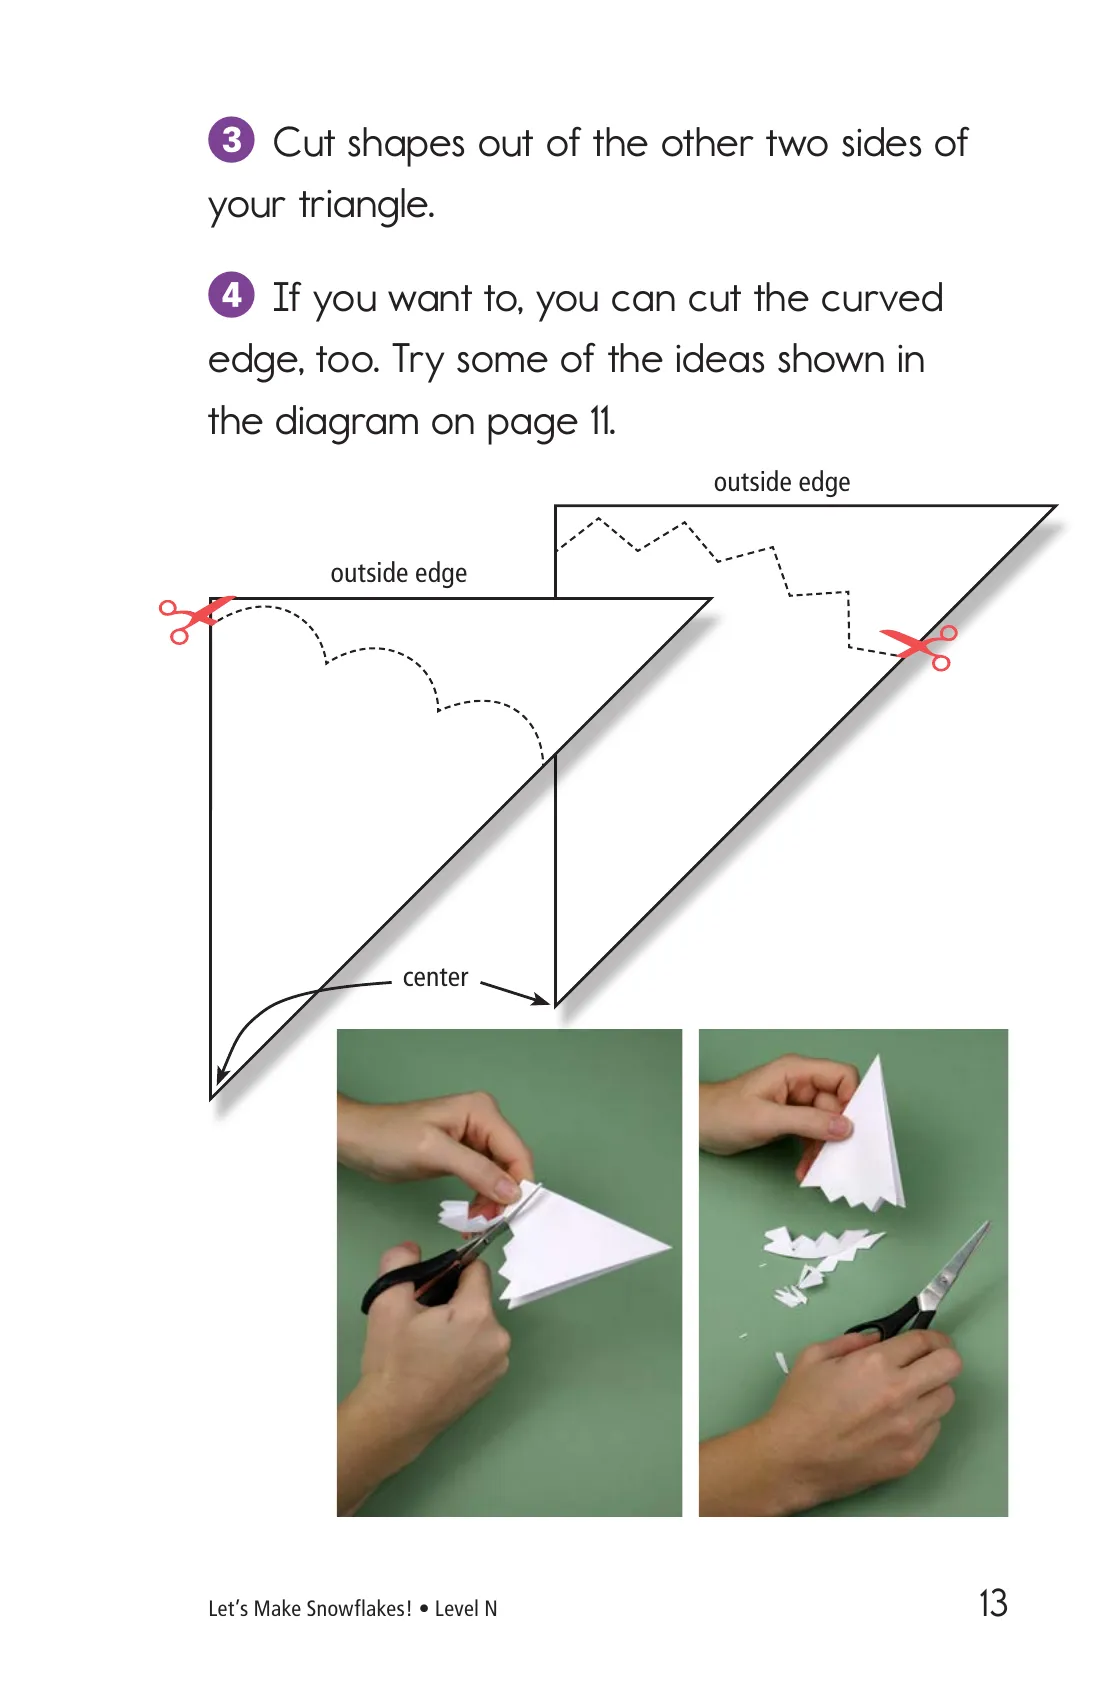 3 Cut shapes out of the other two sides of
your triangle.
4 If you want to, you can cut the curved
edge, too. Try some of the ideas shown in
the diagram on page 11.
outside edge
outside edge
center
Let’s Make Snowflakes! • Level N
13